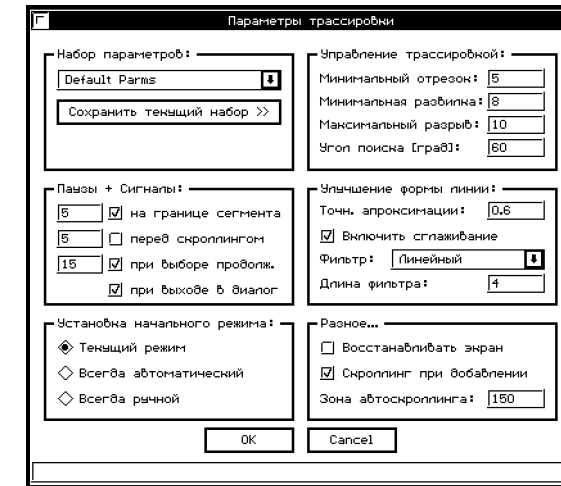 Параметры трассировки
Набор параметров:
Default Parms
Сохранить текущий набор >>
Управление трассировкой:
Минимальный отрезок: 5
Минимальная развилка: 8
Максимальный разрыв: 10
Угол поиска [град]: 60
Паузы + Сигналы:
5 на границе сегмента
5 перед скроллингом
15 при выборе продолж.
при выходе в диалог
Улучшение формы линии:
Точн. апроксимации: 0.6
Включить сглаживание
Фильтр: Линейный
Длина фильтра: 4
Установка начального режима:
Текущий режим
Всегда автоматический
Всегда ручной
Разное...
Восстанавливать экран
Скроллинг при добавлении
Зона автоскроллинга: 150
OK
Cancel